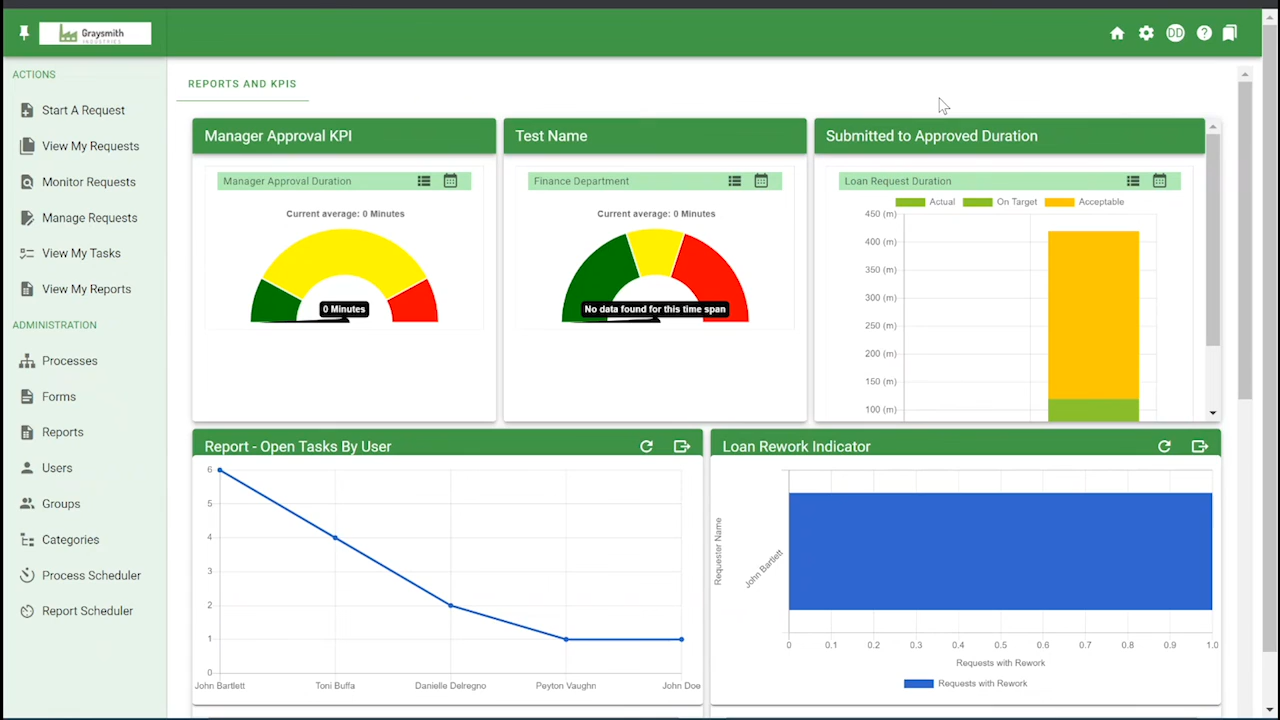 Graysmith
INDUSTRIES
DD
ACTIONS
Start A Request
View My Requests
Monitor Requests
Manage Requests
View My Tasks
View My Reports
ADMINISTRATION
Processes
Forms
Reports
Users
Groups
Categories
Process Scheduler
Report Scheduler
REPORTS AND KPIS
Manager Approval KPI
Manager Approval Duration
Current average: 0 Minutes
0 Minutes
Test Name
Finance Department
Current average: 0 Minutes
No data found for this time span
Submitted to Approved Duration
Loan Request Duration
Actual On Target Acceptable
450 (m)
400 (m)
350 (m)
300 (m)
250 (m)
200 (m)
150 (m)
100 (m)
Report - Open Tasks By User
6
5
4
3
2
1
0
John Bartlett Toni Buffa Danielle Delregno Peyton Vaughn John Doe
Loan Rework Indicator
Requester Name
John Bartlett
0 0.1 0.2 0.3 0.4 0.5 0.6 0.7 0.8 0.9 1.0
Requests with Rework
Requests with Rework